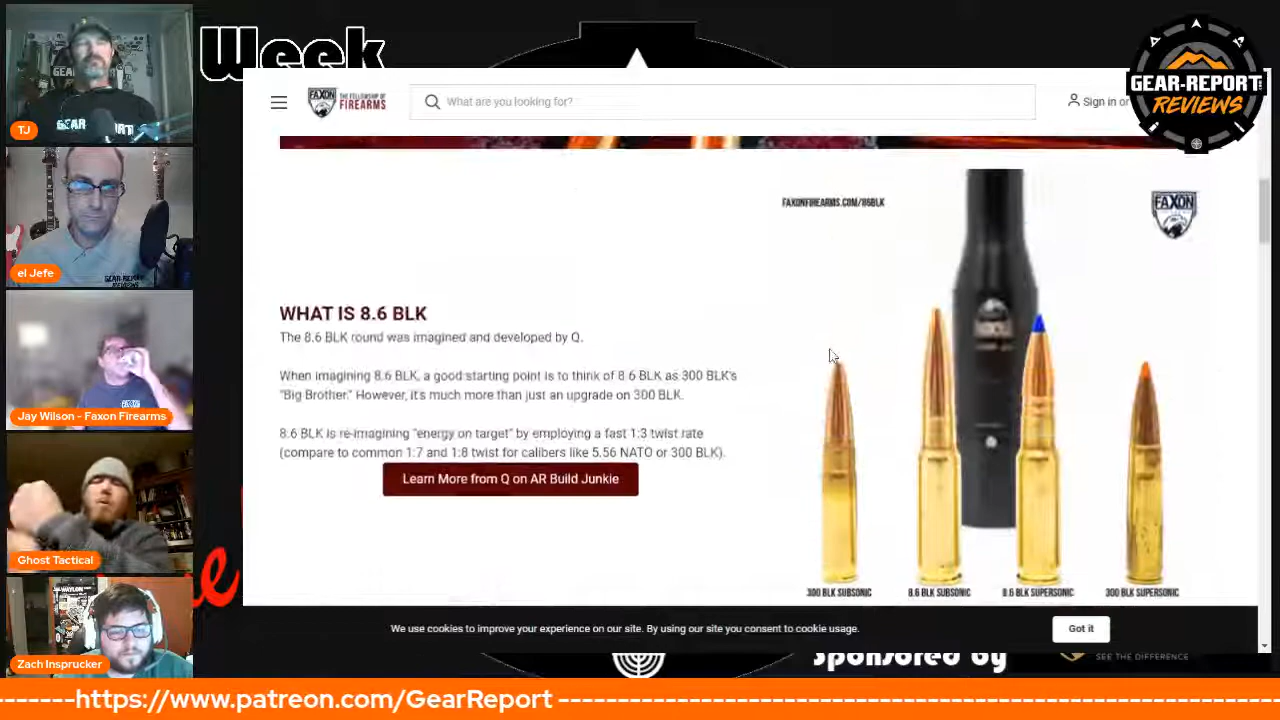 Week
GEAR-REPORT
REVIEWS
FAXON
THE FELLOWSHIP OF
FIREARMS
What are you looking for?
Sign in or
TJ
FAXONFIREARMS.COM/86BLK
FAXON
WHAT IS 8.6 BLK
The 8.6 BLK round was imagined and developed by Q.
When imagining 8.6 BLK, a good starting point is to think of 8.6 BLK as 300 BLK's
"Big Brother." However, it's much more than just an upgrade on 300 BLK.
8.6 BLK is re-imagining "energy on target" by employing a fast 1:3 twist rate
(compare to common 1:7 and 1:8 twist for calibers like 5.56 NATO or 300 BLK).
Learn More from Q on AR Build Junkie
el Jefe
Jay Wilson - Faxon Firearms
Ghost Tactical
300 BLK SUBSONIC
8.6 BLK SUBSONIC
8.6 BLK SUPERSONIC
300 BLK SUPERSONIC
We use cookies to improve your experience on our site. By using our site you consent to cookie usage.
Got it
Zach Insprucker
Sponsored by
SEE THE DIFFERENCE
-------https://www.patreon.com/GearReport ---------------------------------------------------